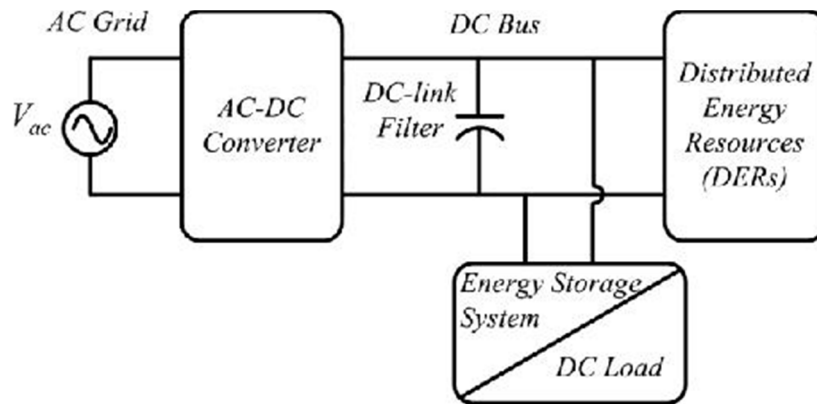 AC Grid
V_ac
AC-DC
Converter
DC Bus
DC-link
Filter
Distributed
Energy
Resources
(DERs)
Energy Storage
System
DC Load